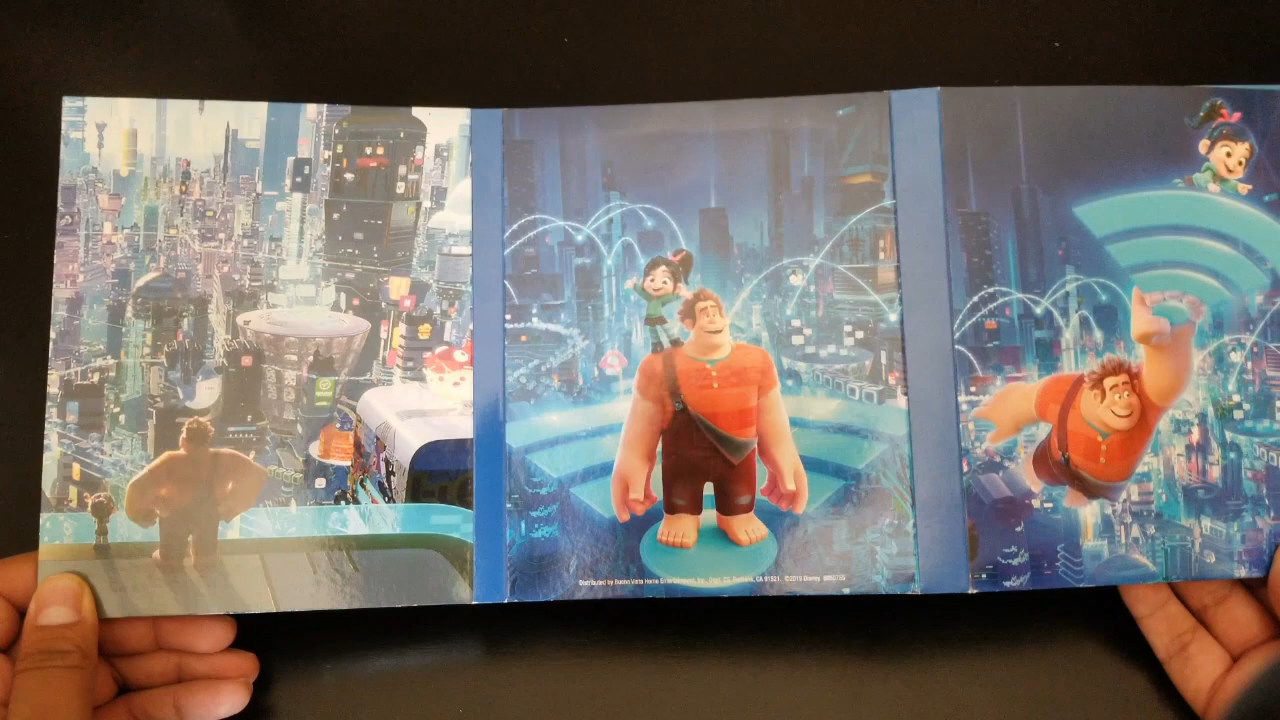 Distributed by Buena Vista Home Entertainment, Inc. Dept. CS, Burbank, CA 91521. ©2019 Disney